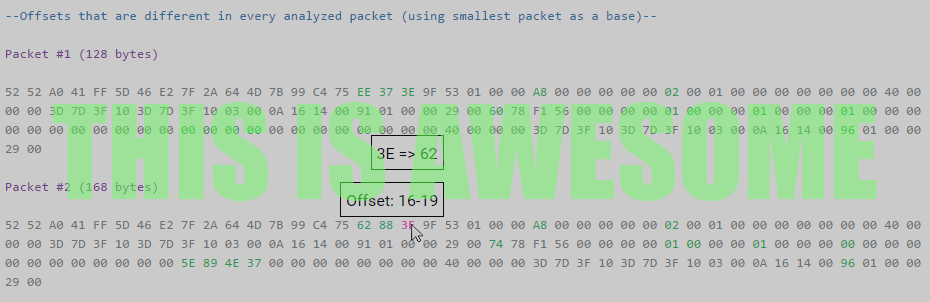 --Offsets that are different in every analyzed packet (using smallest packet as a base)--
Packet #1 (128 bytes)
52 52 A0 41 FF 5D 46 E2 7F 2A 64 4D 7B 99 C4 75 EE 37 3E 9F 53 01 00 00 A8 00 00 00 00 00 02 00 01 00 00 00 00 00 00 00 40 00
00 00 3D 7D 3F 10 3D 7D 3F 10 03 00 0A 16 14 00 91 01 00 00 29 00 60 78 F1 56 00 00 00 00 01 00 00 00 01 00 00 00 01 00 00 00
00 00 00 00 00 00 00 00 00 00 00 00 00 00 00 00 00 00 00 00 40 00 00 00 3D 7D 3F 10 3D 7D 3F 10 03 00 0A 16 14 00 96 01 00 00
29 00
THIS IS AWESOME
3E => 62
Packet #2 (168 bytes)
Offset: 16-19
52 52 A0 41 FF 5D 46 E2 7F 2A 64 4D 7B 99 C4 75 62 88 3E 9F 53 01 00 00 A8 00 00 00 00 00 02 00 01 00 00 00 00 00 00 00 40 00
00 00 3D 7D 3F 10 3D 7D 3F 10 03 00 0A 16 14 00 91 01 00 00 29 00 74 78 F1 56 00 00 00 00 01 00 00 00 01 00 00 00 00 00 00 00
00 00 00 00 00 00 00 00 5E 89 4E 37 00 00 00 00 00 00 00 00 40 00 00 00 3D 7D 3F 10 3D 7D 3F 10 03 00 0A 16 14 00 96 01 00 00
29 00